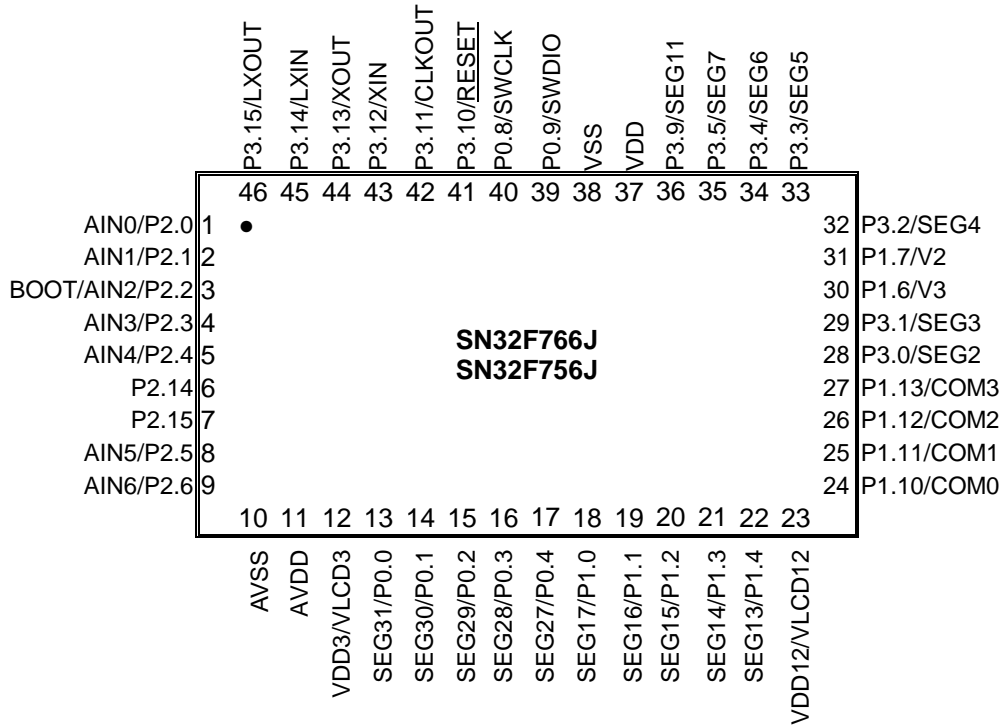 P3.15/LXOUT
P3.14/LXIN
P3.13/XOUT
P3.12/XIN
P3.11/CLKOUT
P3.10/RESET
P0.8/SWCLK
P0.9/SWDIO
VSS
VDD
P3.9/SEG11
P3.5/SEG7
P3.4/SEG6
P3.3/SEG5
46 45 44 43 42 41 40 39 38 37 36 35 34 33
AIN0/P2.0 1 ● 32 P3.2/SEG4
AIN1/P2.1 2 31 P1.7/V2
BOOT/AIN2/P2.2 3 30 P1.6/V3
AIN3/P2.3 4 29 P3.1/SEG3
SN32F766J
AIN4/P2.4 5 28 P3.0/SEG2
SN32F756J
P2.14 6 27 P1.13/COM3
P2.15 7 26 P1.12/COM2
AIN5/P2.5 8 25 P1.11/COM1
AIN6/P2.6 9 24 P1.10/COM0
10 11 12 13 14 15 16 17 18 19 20 21 22 23
AVSS
AVDD
VDD3/VLCD3
SEG31/P0.0
SEG30/P0.1
SEG29/P0.2
SEG28/P0.3
SEG27/P0.4
SEG17/P1.0
SEG16/P1.1
SEG15/P1.2
SEG14/P1.3
SEG13/P1.4
VDD12/VLCD12